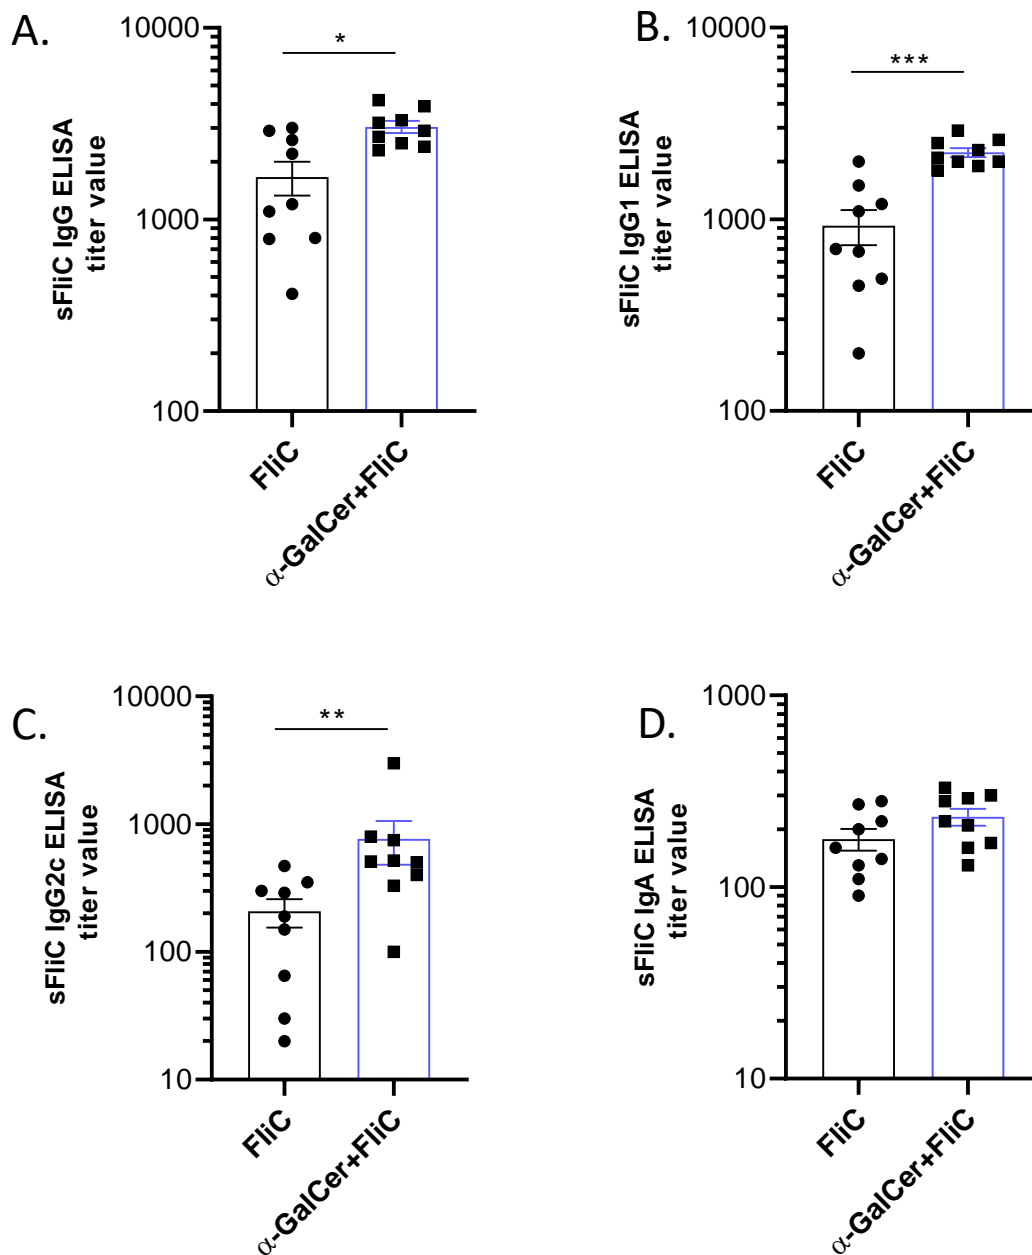 A.
sFliC IgG ELISA
titer value
10000
1000
100
*
FliC
α-GalCer+FliC
B.
sFliC IgG1 ELISA
titer value
10000
1000
100
***
FliC
α-GalCer+FliC
C.
sFliC IgG2c ELISA
titer value
10000
1000
100
10
**
FliC
α-GalCer+FliC
D.
sFliC IgA ELISA
titer value
1000
100
10
FliC
α-GalCer+FliC